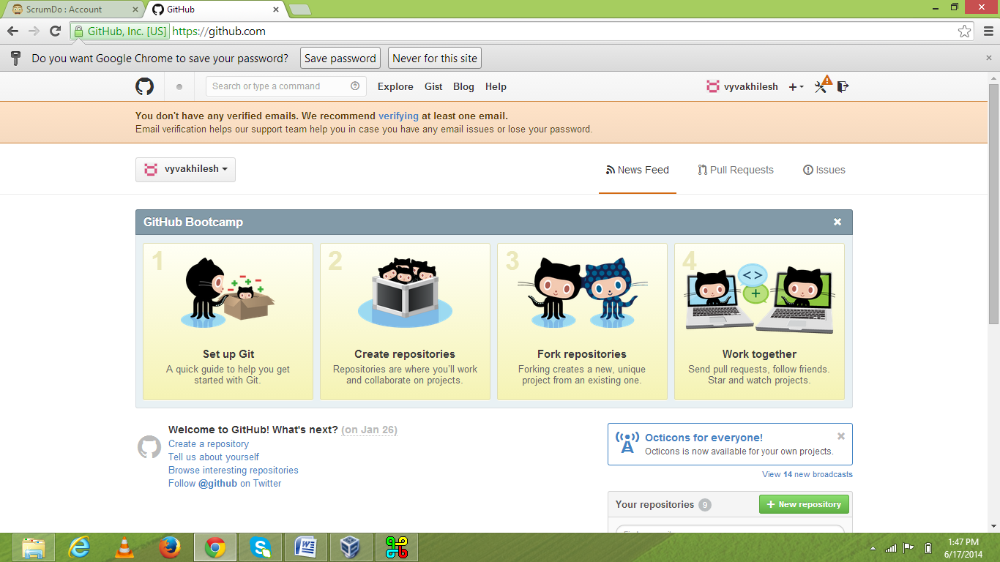 ScrumDo : Account
GitHub
GitHub, Inc. [US] https://github.com
Do you want Google Chrome to save your password? Save password Never for this site
Search or type a command Explore Gist Blog Help vyvakhilesh
You don't have any verified emails. We recommend verifying at least one email.
Email verification helps our support team help you in case you have any email issues or lose your password.
vyvakhilesh News Feed Pull Requests Issues
GitHub Bootcamp
1
Set up Git
A quick guide to help you get
started with Git.
2
Create repositories
Repositories are where you'll work
and collaborate on projects.
3
Fork repositories
Forking creates a new, unique
project from an existing one.
4
Work together
Send pull requests, follow friends.
Star and watch projects.
Welcome to GitHub! What's next? (on Jan 26)
Create a repository
Tell us about yourself
Browse interesting repositories
Follow @github on Twitter
Octicons for everyone!
Octicons is now available for your own projects.
View 14 new broadcasts
Your repositories 9 + New repository
1:47 PM
6/17/2014